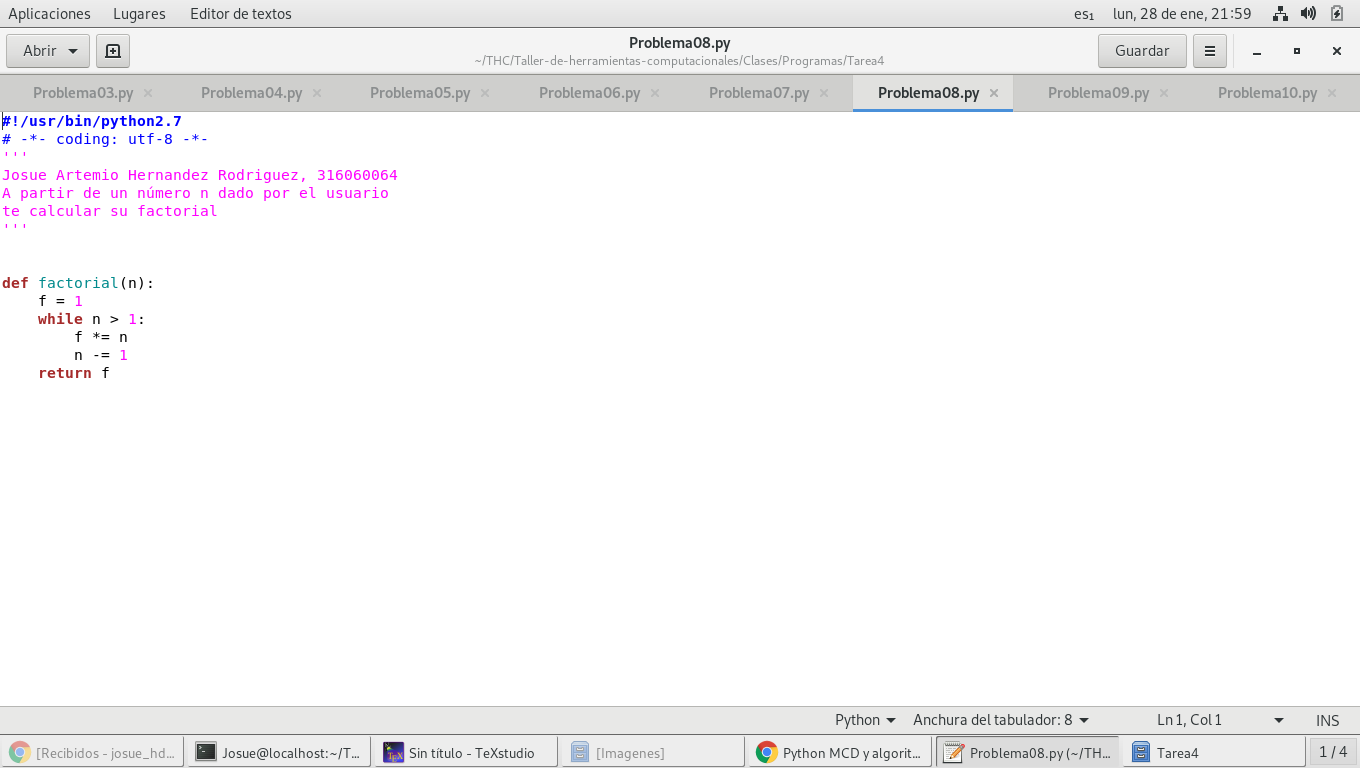 Aplicaciones Lugares Editor de textos es₁ lun, 28 de ene, 21:59
Abrir Problema08.py Guardar
~/THC/Taller-de-herramientas-computacionales/Clases/Programas/Tarea4
Problema03.py Problema04.py Problema05.py Problema06.py Problema07.py Problema08.py Problema09.py Problema10.py
#!/usr/bin/python2.7
# -*- coding: utf-8 -*-
'''
Josue Artemio Hernandez Rodriguez, 316060064
A partir de un número n dado por el usuario
te calcular su factorial
'''
def factorial(n):
    f = 1
    while n > 1:
        f *= n
        n -= 1
    return f
Python Anchura del tabulador: 8 Ln 1, Col 1 INS
[Recibidos - josue_hd... Josue@localhost:~/T... Sin título - TeXstudio [Imagenes] Python MCD y algorit... Problema08.py (~/TH... Tarea4 1 / 4